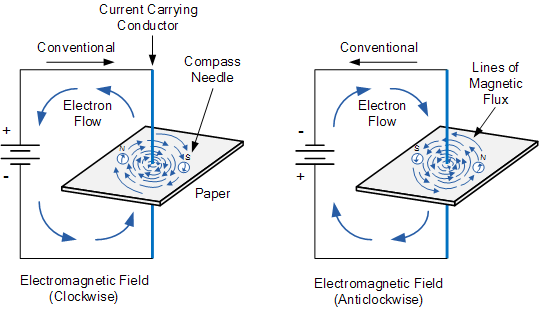 Current Carrying
Conductor
Conventional
Compass
Needle
Electron
Flow
+
-
N
S
Paper
Electromagnetic Field
(Clockwise)
Conventional
Lines of
Magnetic
Flux
Electron
Flow
-
+
S
N
Electromagnetic Field
(Anticlockwise)